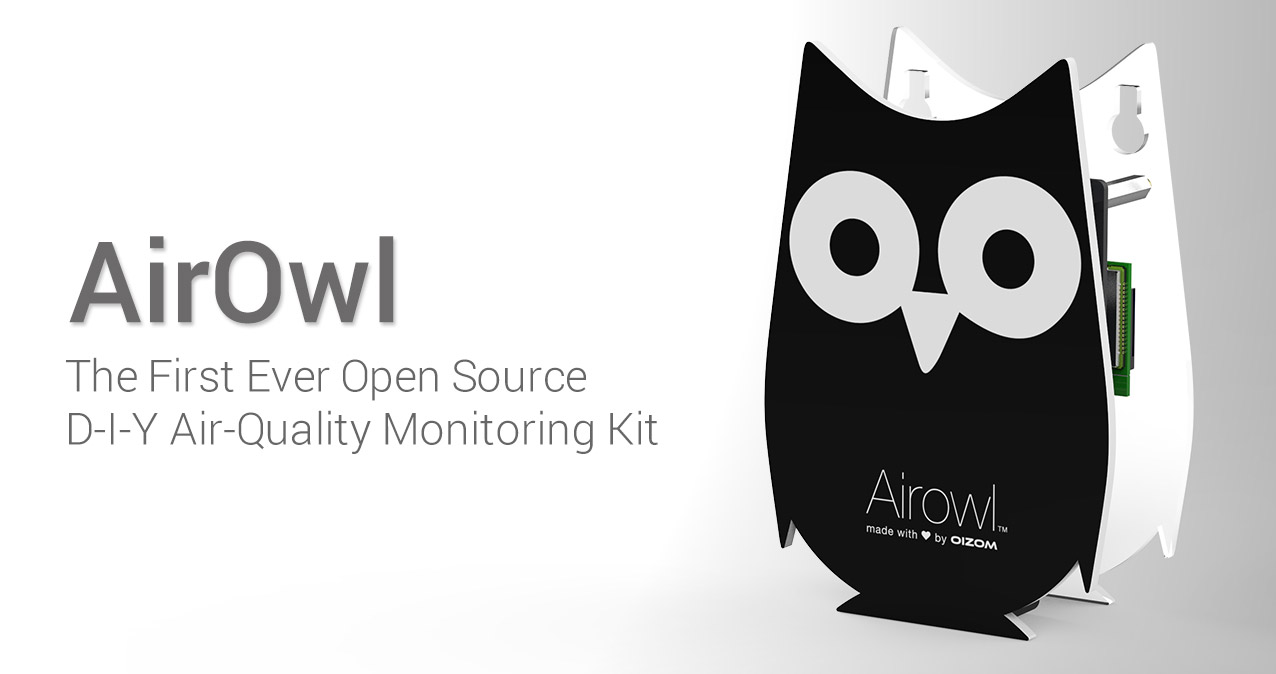 AirOwl
The First Ever Open Source
D-I-Y Air-Quality Monitoring Kit
Airowl™
made with ♥ by OIZOM